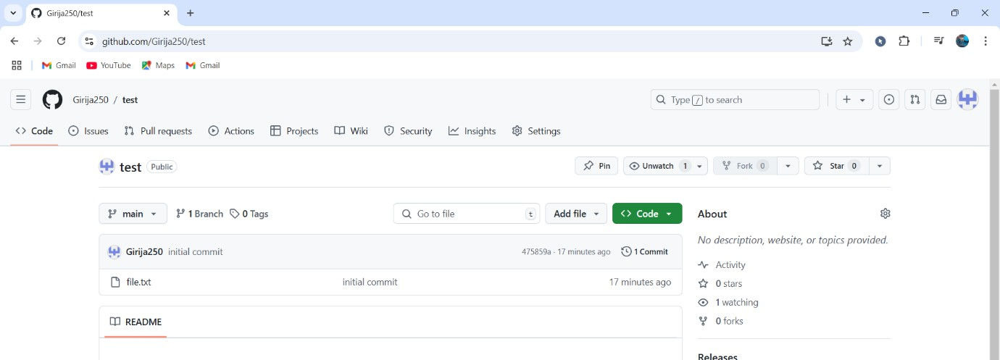 Girija250/test
github.com/Girija250/test
Gmail YouTube Maps Gmail
Girija250 / test Type / to search
Code Issues Pull requests Actions Projects Wiki Security Insights Settings
test Public Pin Unwatch 1 Fork 0 Star 0
main 1 Branch 0 Tags Go to file t Add file Code About
No description, website, or topics provided.
Girija250 initial commit 475859a · 17 minutes ago 1 Commit
Activity
file.txt initial commit 17 minutes ago 0 stars
1 watching
README 0 forks
Releases